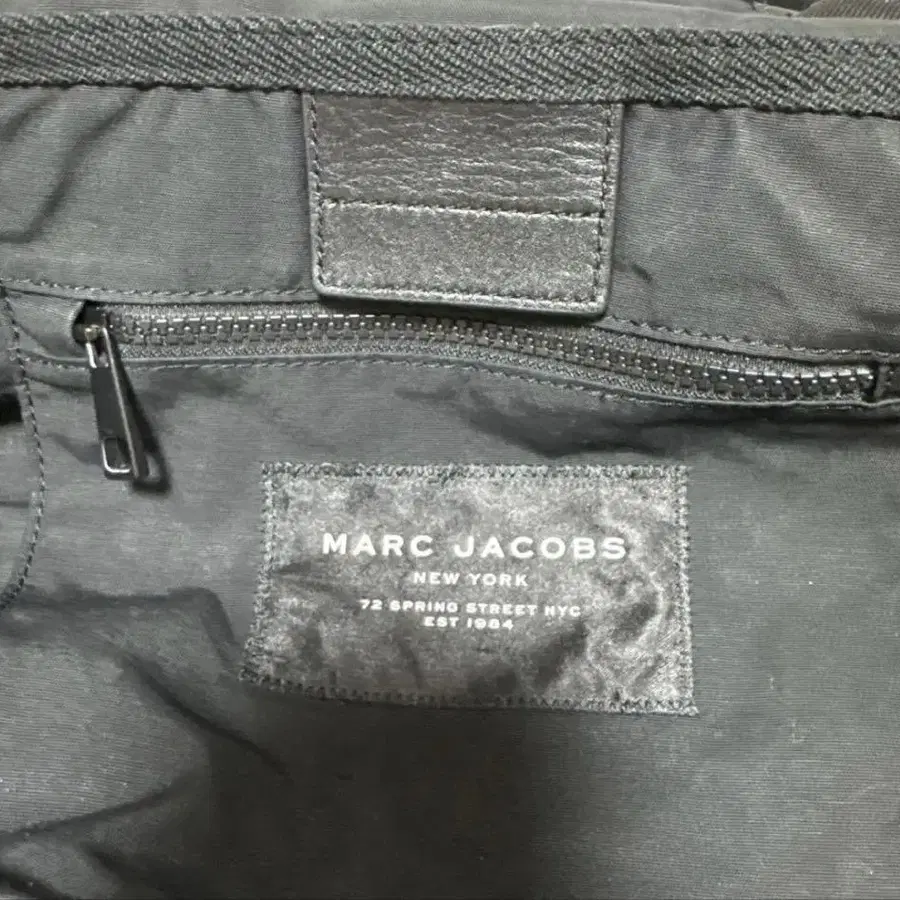 MARC JACOBS
NEW YORK
72 SPRING STREET NYC
EST 1984